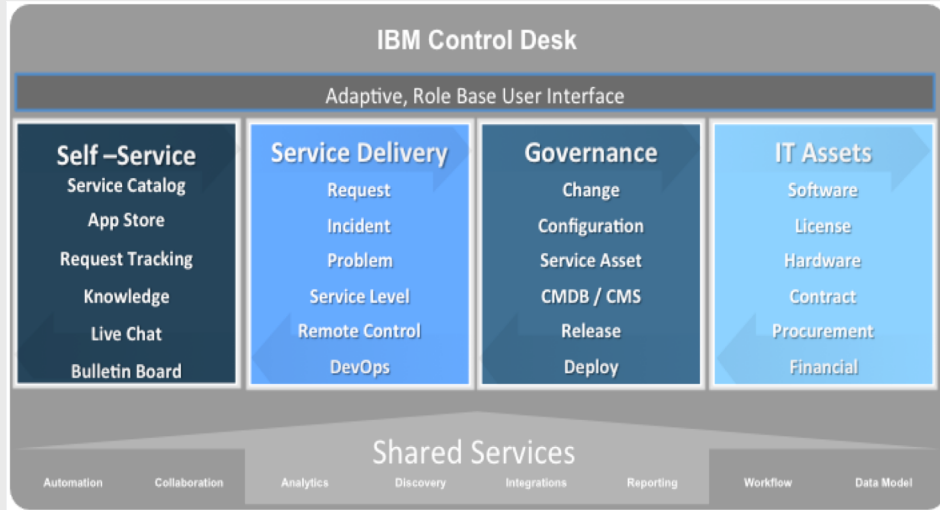 IBM Control Desk
Adaptive, Role Base User Interface
Self –Service
Service Catalog
App Store
Request Tracking
Knowledge
Live Chat
Bulletin Board
Service Delivery
Request
Incident
Problem
Service Level
Remote Control
DevOps
Governance
Change
Configuration
Service Asset
CMDB / CMS
Release
Deploy
IT Assets
Software
License
Hardware
Contract
Procurement
Financial
Shared Services
Automation Collaboration Analytics Discovery Integrations Reporting Workflow Data Model